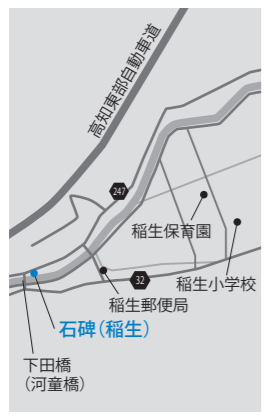 高知東部自動車道
247
稲生保育園
32
稲生小学校
稲生郵便局
石碑(稲生)
下田橋
(河童橋)